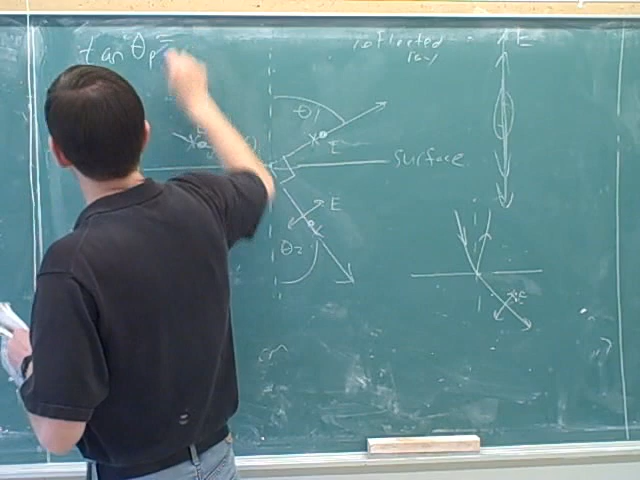 tan θp =
reflected
ray
E
θ1
E
surface
E
θ2
E